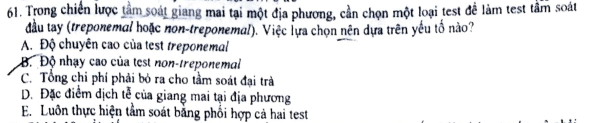 61. Trong chiến lược tầm soát giang mai tại một địa phương, cần chọn một loại test để làm test tầm soát
đầu tay (treponemal hoặc non-treponemal). Việc lựa chọn nên dựa trên yếu tố nào?
A. Độ chuyên cao của test treponemal
B. Độ nhạy cao của test non-treponemal
C. Tổng chi phí phải bỏ ra cho tầm soát đại trà
D. Đặc điểm dịch tễ của giang mai tại địa phương
E. Luôn thực hiện tầm soát bằng phối hợp cả hai test